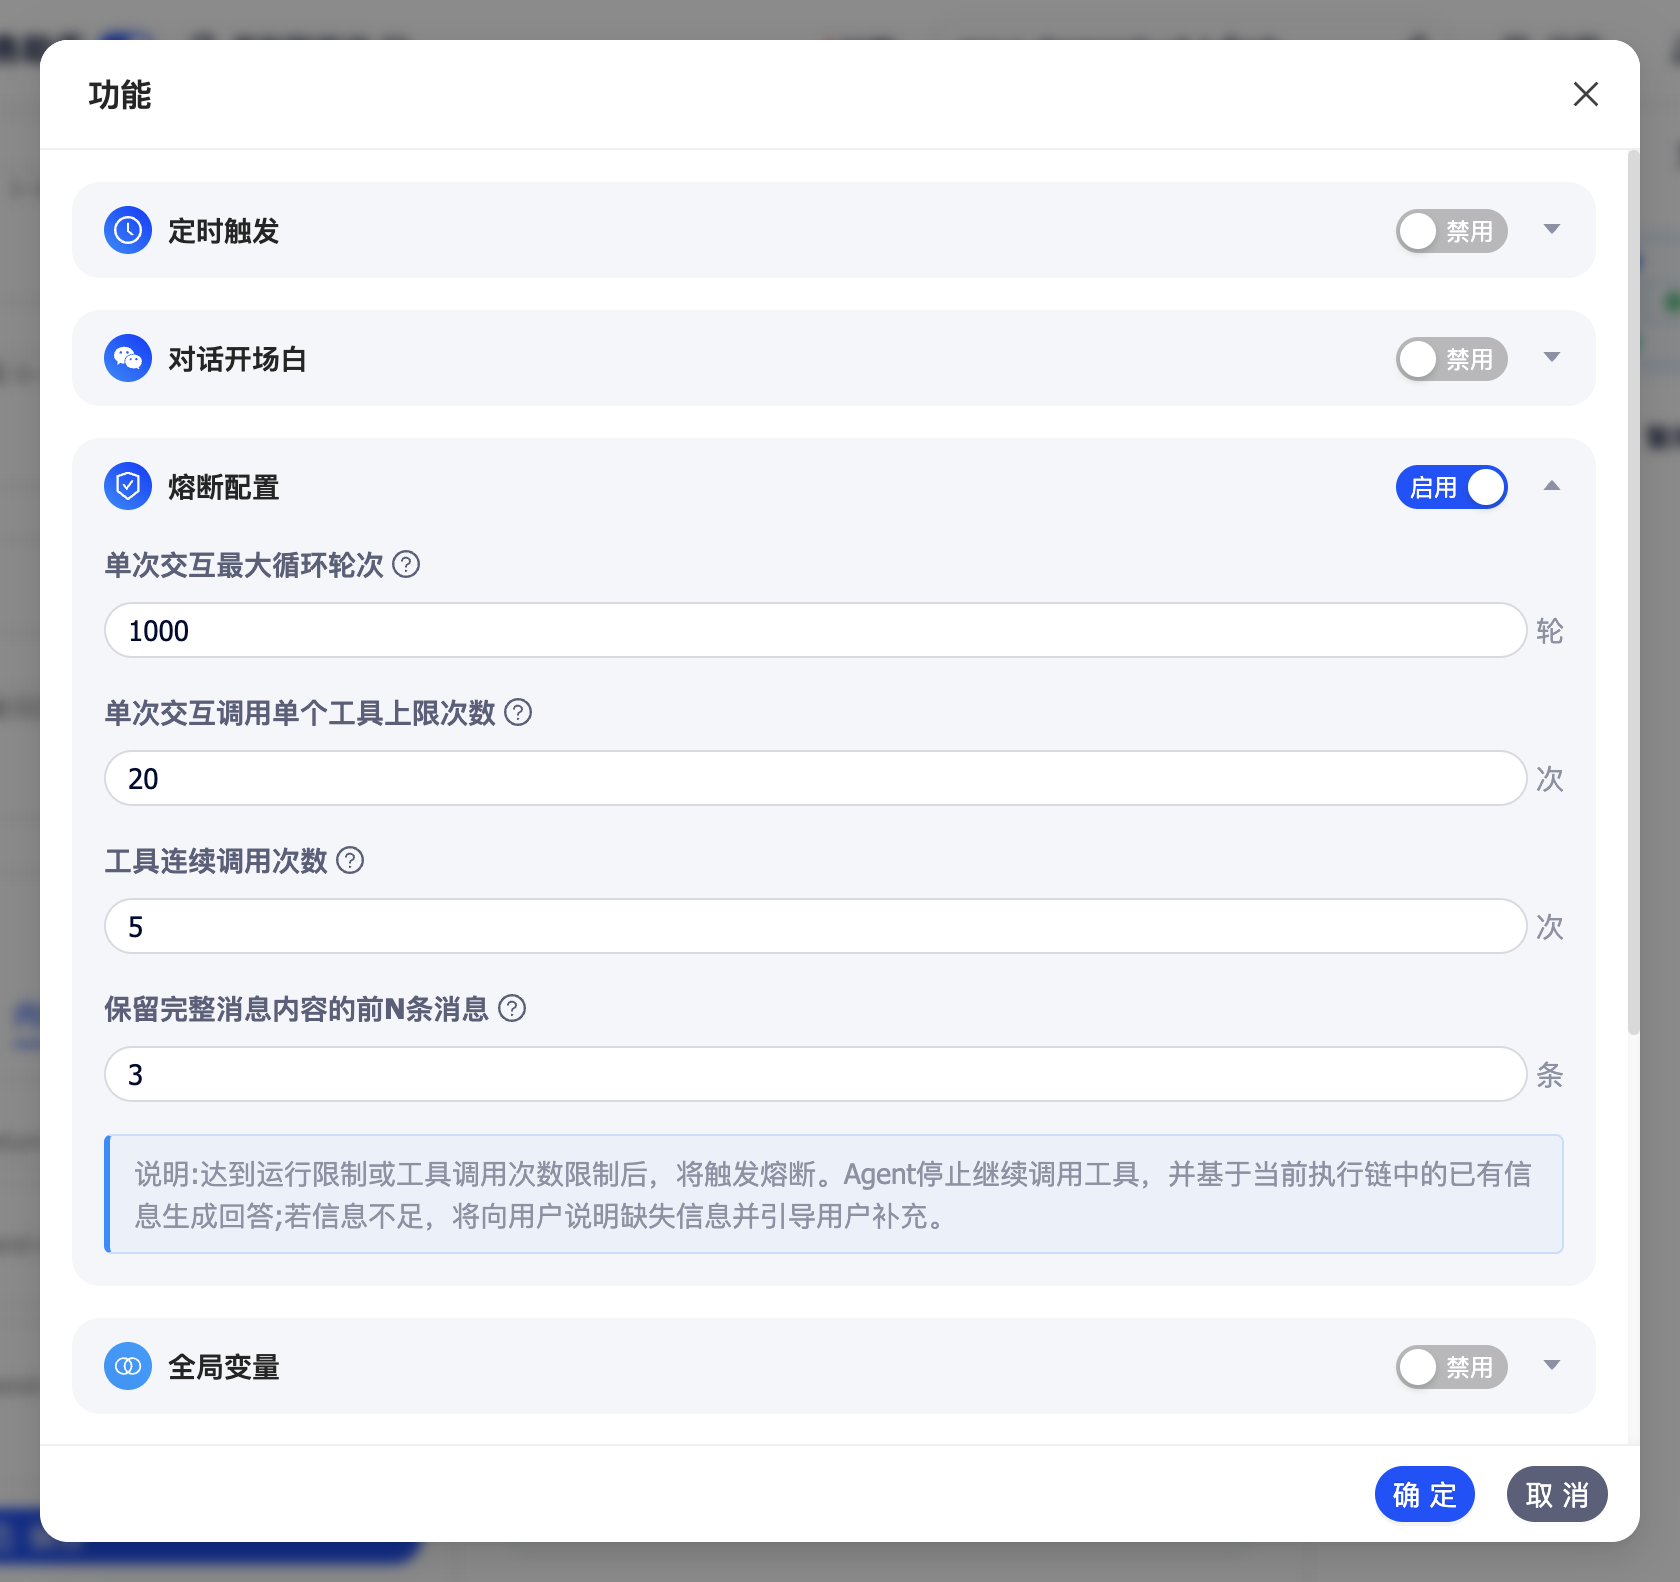 功能
定时触发
禁用
对话开场白
禁用
熔断配置
启用
单次交互最大循环轮次
1000
轮
单次交互调用单个工具上限次数
20
次
工具连续调用次数
5
次
保留完整消息内容的前N条消息
3
条
说明:达到运行限制或工具调用次数限制后，将触发熔断。Agent停止继续调用工具，并基于当前执行链中的已有信
息生成回答;若信息不足，将向用户说明缺失信息并引导用户补充。
全局变量
禁用
确 定
取 消